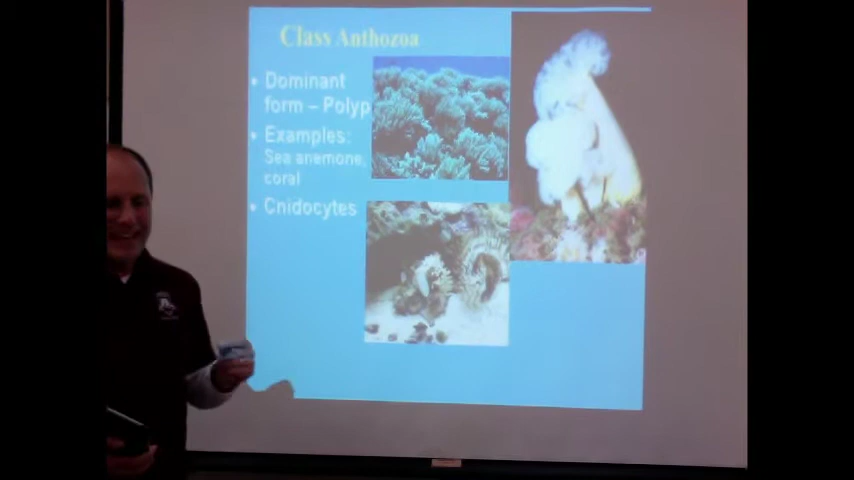 Class Anthozoa
• Dominant
form – Polyp
• Examples:
Sea anemone,
coral
• Cnidocytes